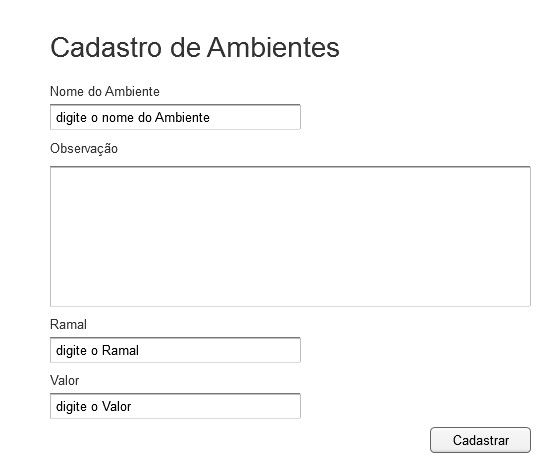 Cadastro de Ambientes
Nome do Ambiente
digite o nome do Ambiente
Observação
Ramal
digite o Ramal
Valor
digite o Valor
Cadastrar